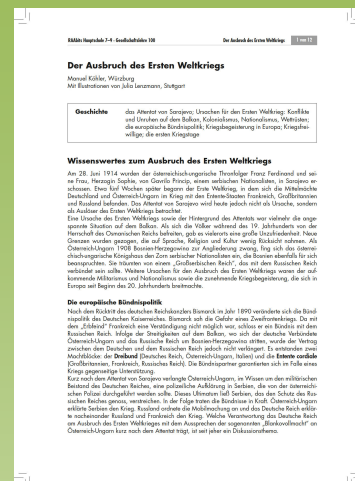 RAAbits Hauptschule 7–9 · Gesellschaftslehre 108
Der Ausbruch des Ersten Weltkriegs
1 von 12
Der Ausbruch des Ersten Weltkriegs
Manuel Köhler, Würzburg
Mit Illustrationen von Julia Lenzmann, Stuttgart
Geschichte
das Attentat von Sarajevo; Ursachen für den Ersten Weltkrieg: Konflikte
und Unruhen auf dem Balkan, Kolonialismus, Nationalismus, Wettrüsten;
die europäische Bündnispolitik; Kriegsbegeisterung in Europa; Kriegsfrei-
willige; die ersten Kriegstage
Wissenswertes zum Ausbruch des Ersten Weltkriegs
Am 28. Juni 1914 wurden der österreichisch-ungarische Thronfolger Franz Ferdinand und sei-
ne Frau, Herzogin Sophie, von Gavrilo Princip, einem serbischen Nationalisten, in Sarajevo er-
schossen. Etwa fünf Wochen später begann der Erste Weltkrieg, in dem sich die Mittelmächte
Deutschland und Österreich-Ungarn im Krieg mit den Entente-Staaten Frankreich, Großbritannien
und Russland befanden. Das Attentat von Sarajevo wird heute jedoch nicht als Ursache, sondern
als Auslöser des Ersten Weltkriegs betrachtet.
Eine Ursache des Ersten Weltkriegs sowie der Hintergrund des Attentats war vielmehr die ange-
spannte Situation auf dem Balkan. Als sich die Völker während des 19. Jahrhunderts von der
Herrschaft des Osmanischen Reichs befreiten, gab es vielerorts eine große Unzufriedenheit. Neue
Grenzen wurden gezogen, die auf Sprache, Religion und Kultur wenig Rücksicht nahmen. Als
Österreich-Ungarn 1908 Bosnien-Herzegowina zur Angliederung zwang, fing sich das österrei-
chisch-ungarische Königshaus den Zorn serbischer Nationalisten ein, die Bosnien ebenfalls für sich
beanspruchten. Sie träumten von einem „Großserbischen Reich“, das mit dem Russischen Reich
verbündet sein sollte. Weitere Ursachen für den Ausbruch des Ersten Weltkriegs waren der auf-
kommende Militarismus und Nationalismus sowie die zunehmende Kriegsbegeisterung, die sich in
Europa seit Beginn des 20. Jahrhunderts breitmachte.
Die europäische Bündnispolitik
Nach dem Rücktritt des deutschen Reichskanzlers Bismarck im Jahr 1890 veränderte sich die Bünd-
nispolitik des Deutschen Kaiserreiches. Bismarck sah die Gefahr eines Zweifrontenkriegs. Da mit
dem „Erbfeind“ Frankreich eine Verständigung nicht möglich war, schloss er ein Bündnis mit dem
Russischen Reich. Infolge der Streitigkeiten auf dem Balkan, wo sich der deutsche Verbündete
Österreich-Ungarn und das Russische Reich um Bosnien-Herzegowina stritten, wurde der Vertrag
zwischen dem Deutschen und dem Russischen Reich jedoch nicht verlängert. Es entstanden zwei
Machtblöcke: der Dreibund (Deutsches Reich, Österreich-Ungarn, Italien) und die Entente cordiale
(Großbritannien, Frankreich, Russisches Reich). Die Bündnispartner garantierten sich im Falle eines
Kriegs gegenseitige Unterstützung.
Kurz nach dem Attentat von Sarajevo verlangte Österreich-Ungarn, im Wissen um den militärischen
Beistand des Deutschen Reiches, eine polizeiliche Aufklärung in Serbien, die von der österreichi-
schen Polizei durchgeführt werden sollte. Dieses Ultimatum ließ Serbien, das den Schutz des Rus-
sischen Reiches genoss, verstreichen. In der Folge traten die Bündnisse in Kraft. Österreich-Ungarn
erklärte Serbien den Krieg. Russland ordnete die Mobilmachung an und das Deutsche Reich erklär-
te nacheinander Russland und Frankreich den Krieg. Welche Verantwortung das Deutsche Reich
am Ausbruch des Ersten Weltkrieges mit dem Aussprechen der sogenannten „Blankovollmacht“ an
Österreich-Ungarn kurz nach dem Attentat trägt, ist seit jeher ein Diskussionsthema.